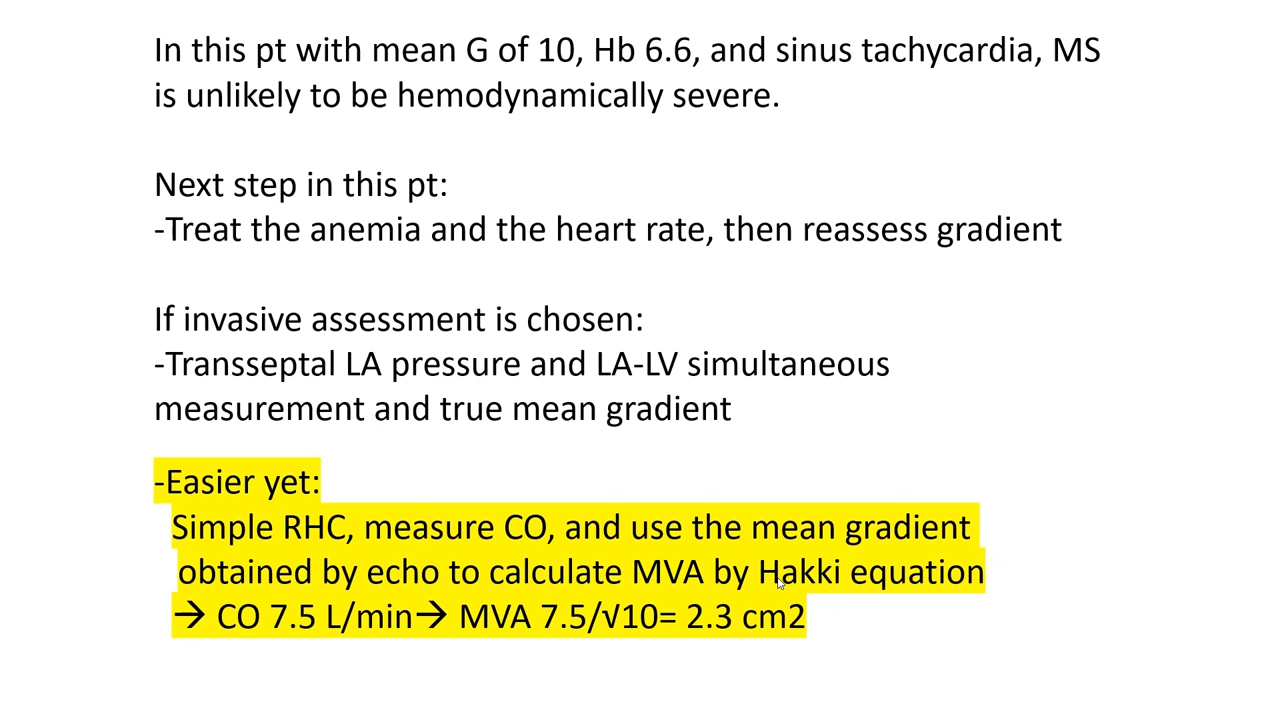 In this pt with mean G of 10, Hb 6.6, and sinus tachycardia, MS
is unlikely to be hemodynamically severe.
Next step in this pt:
-Treat the anemia and the heart rate, then reassess gradient
If invasive assessment is chosen:
-Transseptal LA pressure and LA-LV simultaneous
measurement and true mean gradient
-Easier yet:
Simple RHC, measure CO, and use the mean gradient
obtained by echo to calculate MVA by Hakki equation
→ CO 7.5 L/min→ MVA 7.5/√10= 2.3 cm2